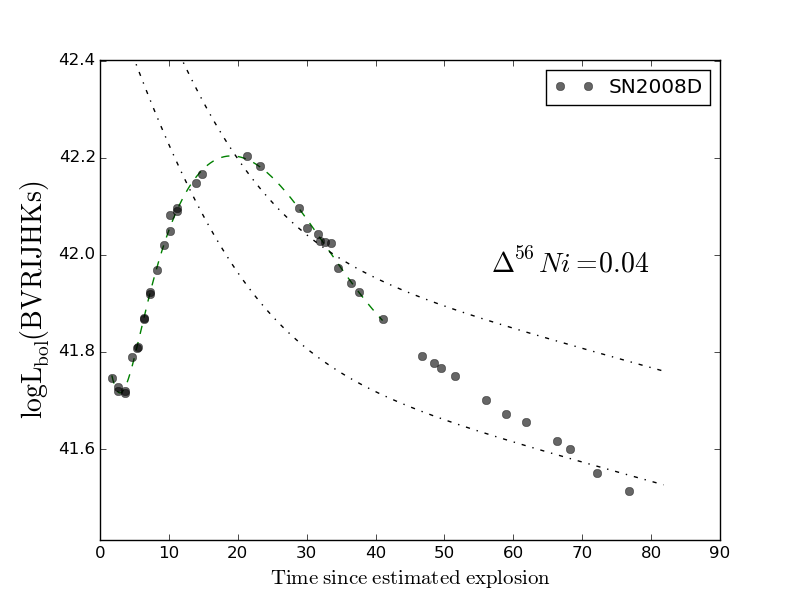 42.4
SN2008D
42.2
logL_bol(BVRIJHKs)
42.0
Δ^56 Ni=0.04
41.8
41.6
0 10 20 30 40 50 60 70 80 90
Time since estimated explosion